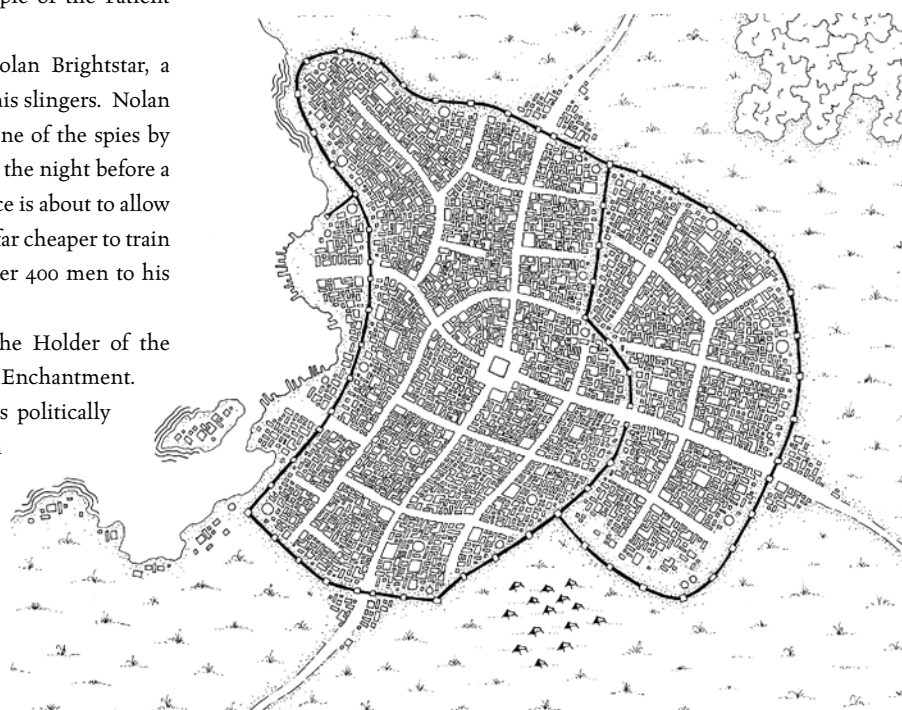 ple of the Patient
olan Brightstar, a
his slingers. Nolan
ne of the spies by
the night before a
ce is about to allow
far cheaper to train
er 400 men to his
he Holder of the
Enchantment.
s politically